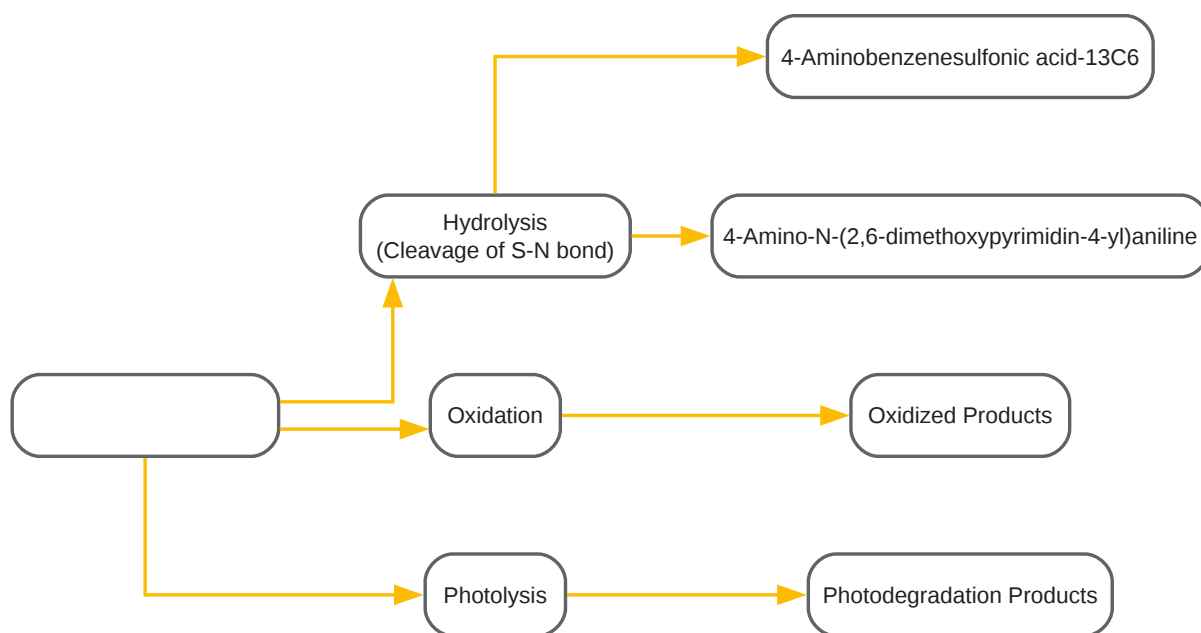 4-Aminobenzenesulfonic acid-13C6
Hydrolysis
(Cleavage of S-N bond)
4-Amino-N-(2,6-dimethoxypyrimidin-4-yl)aniline
Oxidation
Oxidized Products
Photolysis
Photodegradation Products